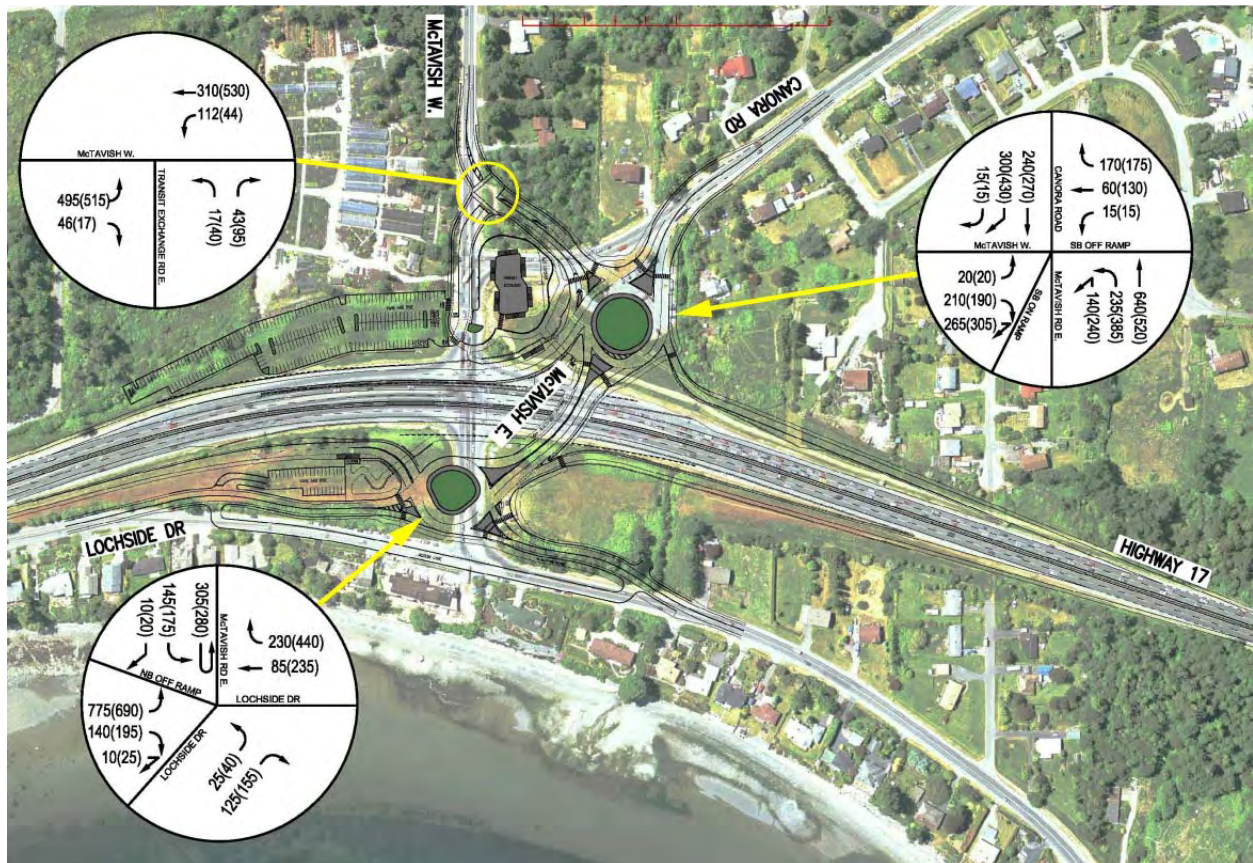 McTAVISH W.
CANORA RD
310(530)
112(44)
McTAVISH W.
TRANSIT EXCHANGE RD E.
495(515)
46(17)
17(40)
43(95)
240(270)
300(430)
15(15)
CANORA ROAD
170(175)
60(130)
15(15)
McTAVISH W.
SB OFF RAMP
20(20)
210(190)
265(305)
SB ON RAMP
McTAVISH RD E.
140(240)
235(385)
640(520)
McTAVISH E.
LOCHSIDE DR
HIGHWAY 17
305(280)
145(175)
10(20)
McTAVISH RD E.
230(440)
85(235)
NB OFF RAMP
LOCHSIDE DR
775(690)
140(195)
10(25)
LOCHSIDE DR
25(40)
125(155)